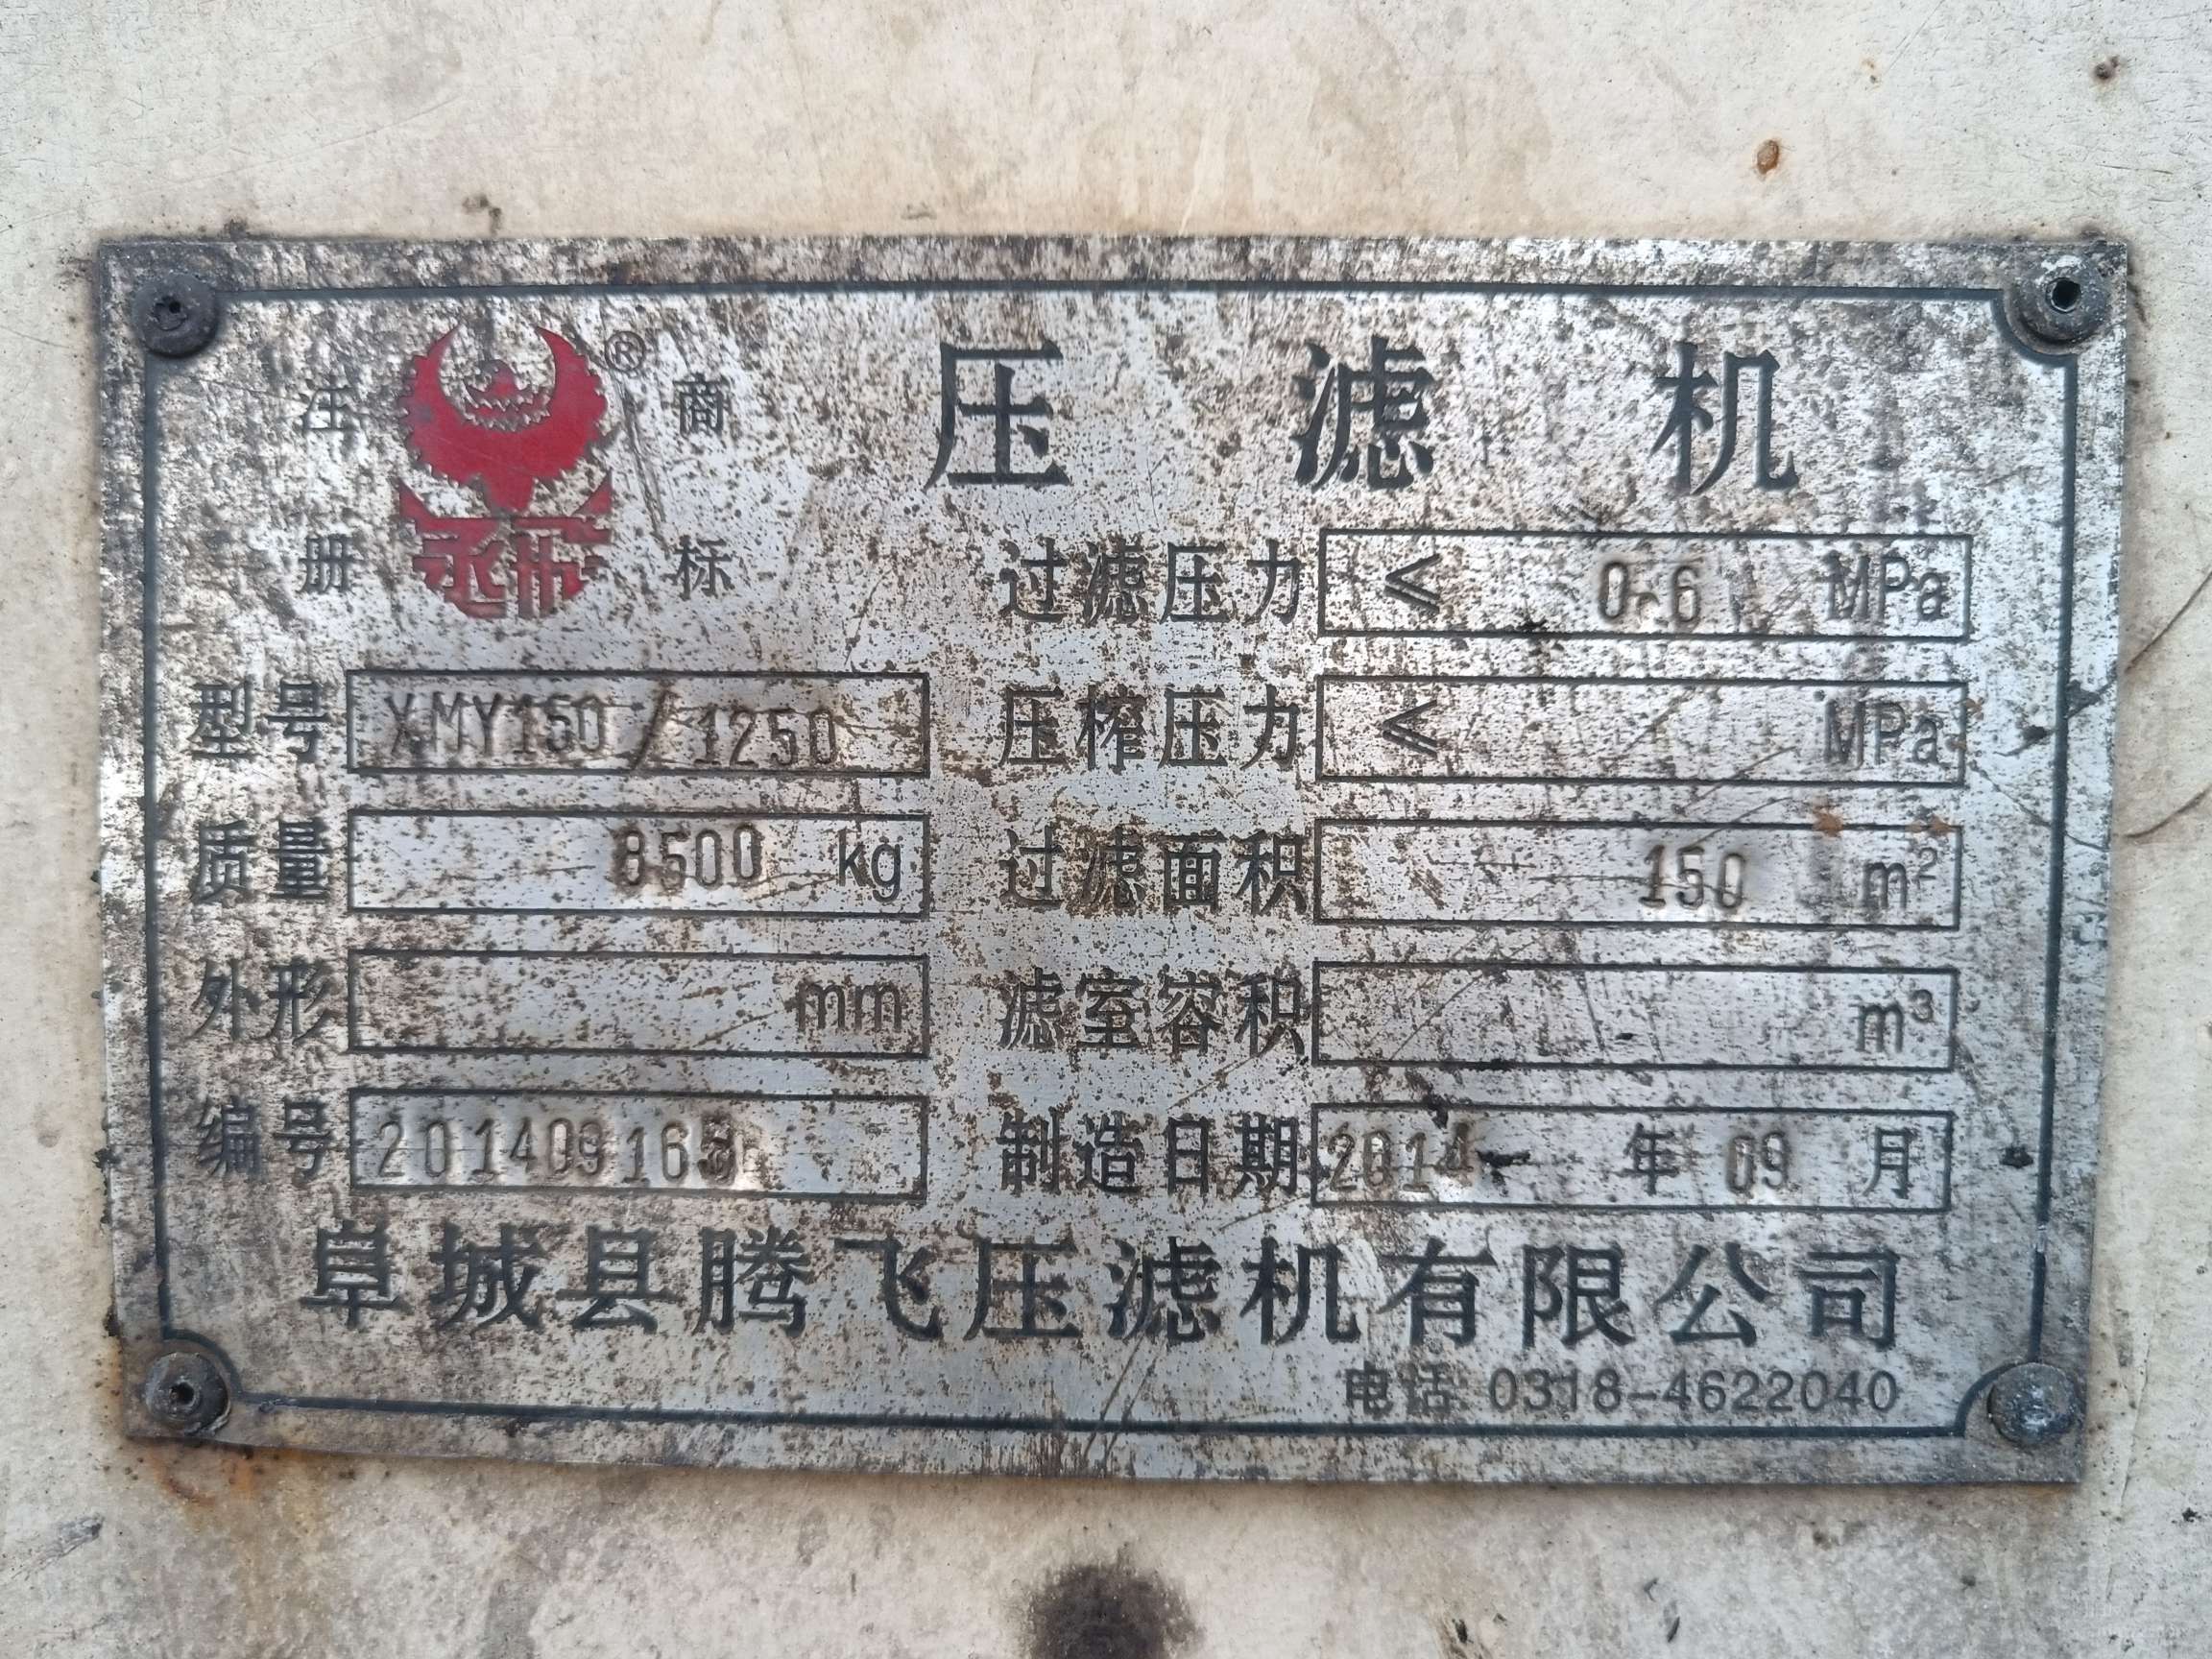 注 ® 商
册 标
压滤机
过滤压力 ≤ 0.6 MPa
型号 XMY150/1250
压榨压力 ≤ MPa
质量 8500 kg
过滤面积 150 m²
外形 mm
滤室容积 m³
编号
制造日期 2014 年 09 月
阜城县腾飞压滤机有限公司
电话 0318-4622040